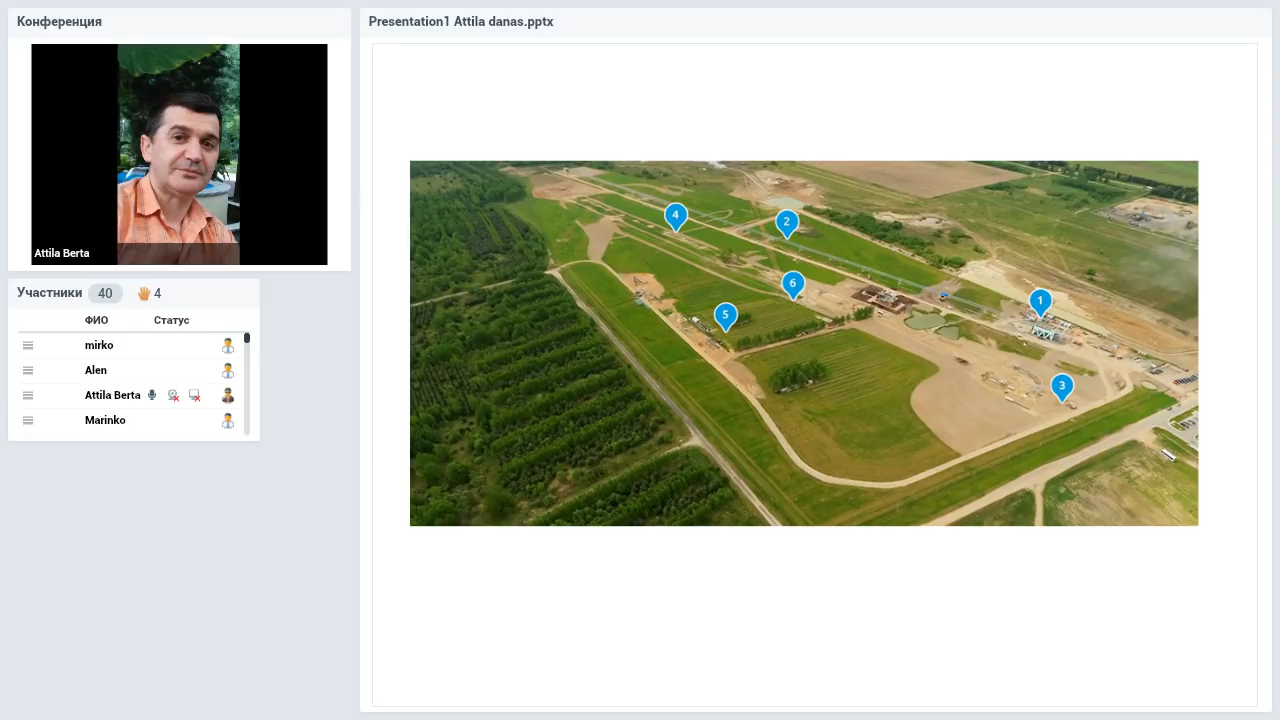 Конференция
Attila Berta
Участники 40 4
ФИО Статус
mirko
Alen
Attila Berta
Marinko
Presentation1 Attila danas.pptx
4
2
6
1
5
3